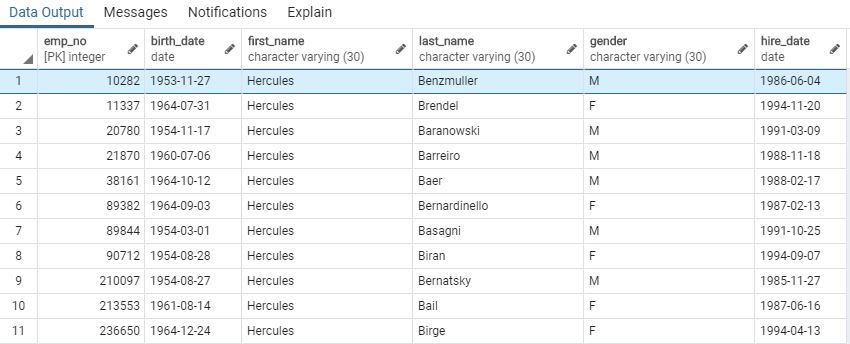 Data Output Messages Notifications Explain
emp_no birth_date first_name last_name gender hire_date
[PK] integer date character varying (30) character varying (30) character varying (30) date
1 10282 1953-11-27 Hercules Benzmuller M 1986-06-04
2 11337 1964-07-31 Hercules Brendel F 1994-11-20
3 20780 1954-11-17 Hercules Baranowski M 1991-03-09
4 21870 1960-07-06 Hercules Barreiro M 1988-11-18
5 38161 1964-10-12 Hercules Baer M 1988-02-17
6 89382 1964-09-03 Hercules Bernardinello F 1987-02-13
7 89844 1954-03-01 Hercules Basagni M 1991-10-25
8 90712 1954-08-28 Hercules Biran F 1994-09-07
9 210097 1954-08-27 Hercules Bernatsky M 1985-11-27
10 213553 1961-08-14 Hercules Bail F 1987-06-16
11 236650 1964-12-24 Hercules Birge F 1994-04-13